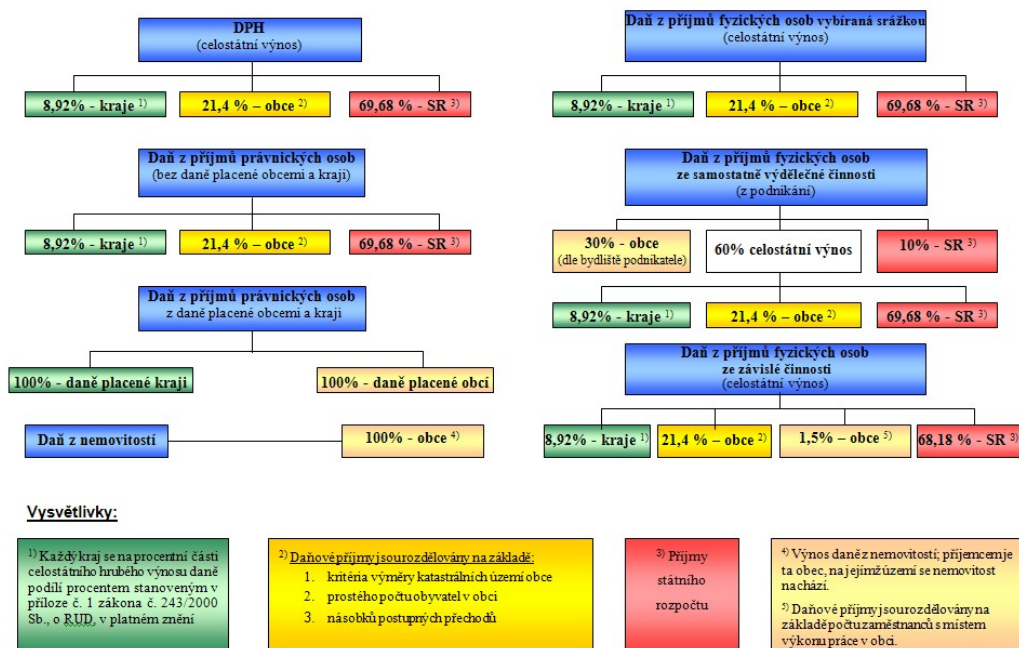 DPH
(celostátní výnos)
8,92% - kraje 1)
21,4 % – obce 2)
69,68 % - SR 3)
Daň z příjmů právnických osob
(bez daně placené obcemi a kraji)
8,92% - kraje 1)
21,4 % – obce 2)
69,68 % - SR 3)
Daň z příjmů právnických osob
z daně placené obcemi a kraji
100% - daně placené kraji
100% - daně placené obcí
Daň z nemovitostí
100% - obce 4)
Daň z příjmů fyzických osob vybíraná srážkou
(celostátní výnos)
8,92% - kraje 1)
21,4 % – obce 2)
69,68 % - SR 3)
Daň z příjmů fyzických osob
ze samostatně výdělečné činnosti
(z podnikání)
30% - obce
(dle bydliště podnikatele)
60% celostátní výnos
10% - SR 3)
8,92% - kraje 1)
21,4 % – obce 2)
69,68 % - SR 3)
Daň z příjmů fyzických osob
ze závislé činnosti
(celostátní výnos)
8,92% - kraje 1)
21,4 % – obce 2)
1,5% – obce 5)
68,18 % - SR 3)
Vysvětlivky:
1) Každý kraj se na procentní části
celostátního hrubého výnosu daně
podílí procentem stanoveným v
příloze č. 1 zákona č. 243/2000
Sb., o RUD, v platném znění
2) Daňové příjmy jsou rozdělovány na základě:
1. kritéria výměry katastrálních území obce
2. prostého počtu obyvatel v obci
3. násobků postupných přechodů
3) Příjmy
státního
rozpočtu
4) Výnos daně z nemovitostí; příjemcem je
ta obec, na jejímž území se nemovitost
nachází.
5) Daňové příjmy jsou rozdělovány na
základě počtu zaměstnanců s místem
výkonu práce v obci.